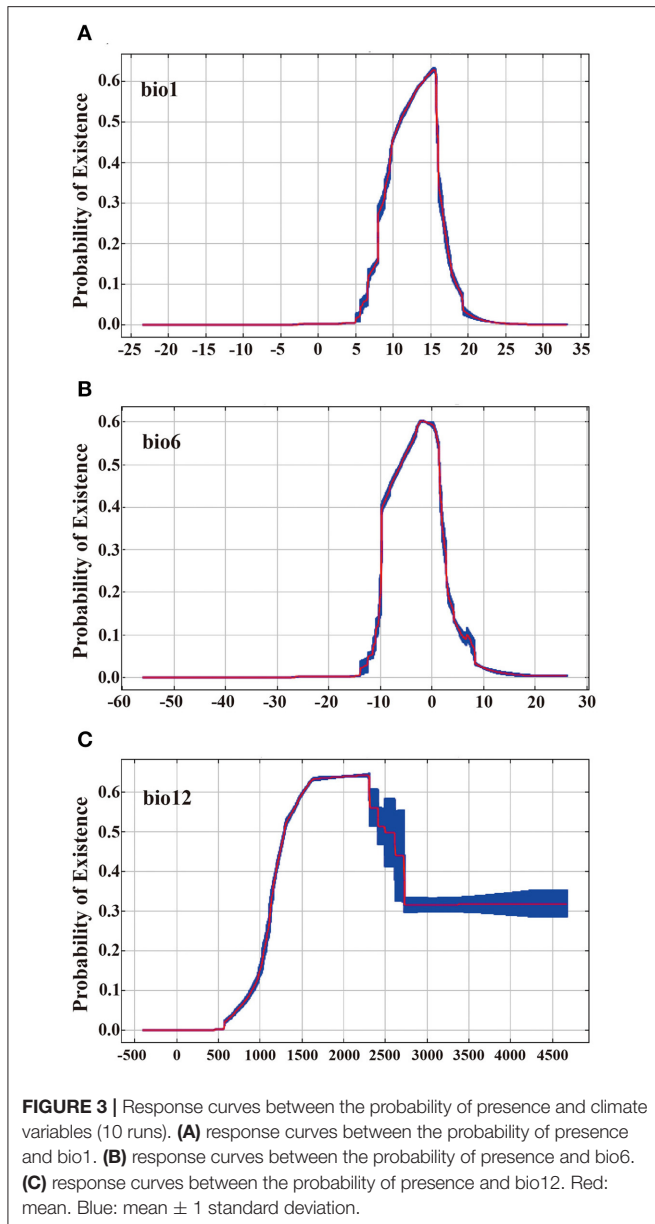 A
bio1
Probability of Existence
0.6
0.5
0.4
0.3
0.2
0.1
0.0
-25 -20 -15 -10 -5 0 5 10 15 20 25 30 35
B
bio6
Probability of Existence
0.6
0.5
0.4
0.3
0.2
0.1
0.0
-60 -50 -40 -30 -20 -10 0 10 20 30
C
bio12
Probability of Existence
0.6
0.5
0.4
0.3
0.2
0.1
0.0
-500 0 500 1000 1500 2000 2500 3000 3500 4000 4500
FIGURE 3 | Response curves between the probability of presence and climate
variables (10 runs). (A) response curves between the probability of presence
and bio1. (B) response curves between the probability of presence and bio6.
(C) response curves between the probability of presence and bio12. Red:
mean. Blue: mean ± 1 standard deviation.